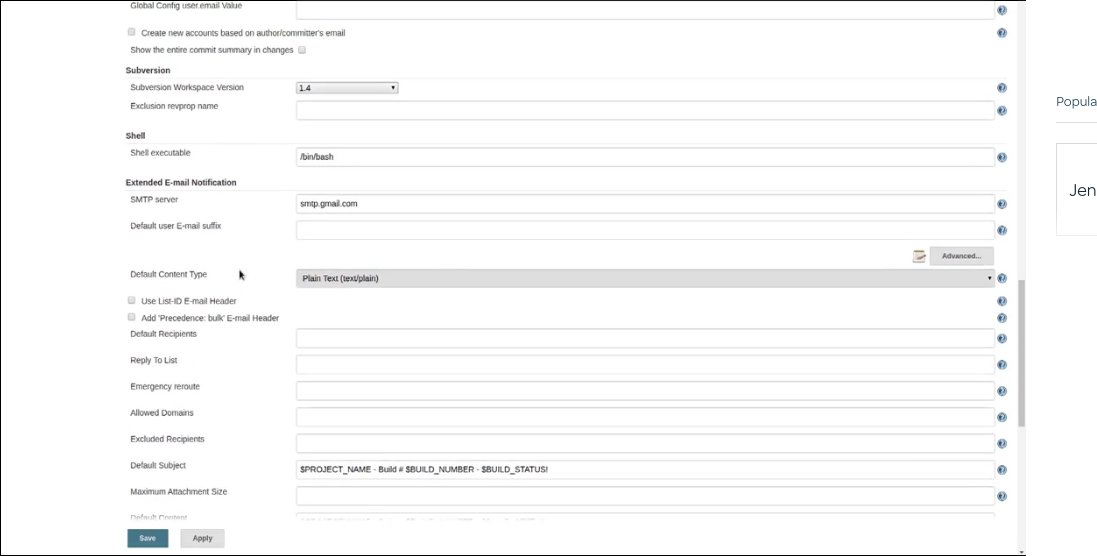 Global Config user.email Value
Create new accounts based on author/committer's email
Show the entire commit summary in changes
Subversion
Subversion Workspace Version
1.4
Exclusion revprop name
Shell
Shell executable
/bin/bash
Extended E-mail Notification
SMTP server
smtp.gmail.com
Default user E-mail suffix
Advanced...
Default Content Type
Plain Text (text/plain)
Use List-ID E-mail Header
Add 'Precedence: bulk' E-mail Header
Default Recipients
Reply To List
Emergency reroute
Allowed Domains
Excluded Recipients
Default Subject
$PROJECT_NAME - Build # $BUILD_NUMBER - $BUILD_STATUS!
Maximum Attachment Size
Default Content
Save
Apply
Popula
Jen